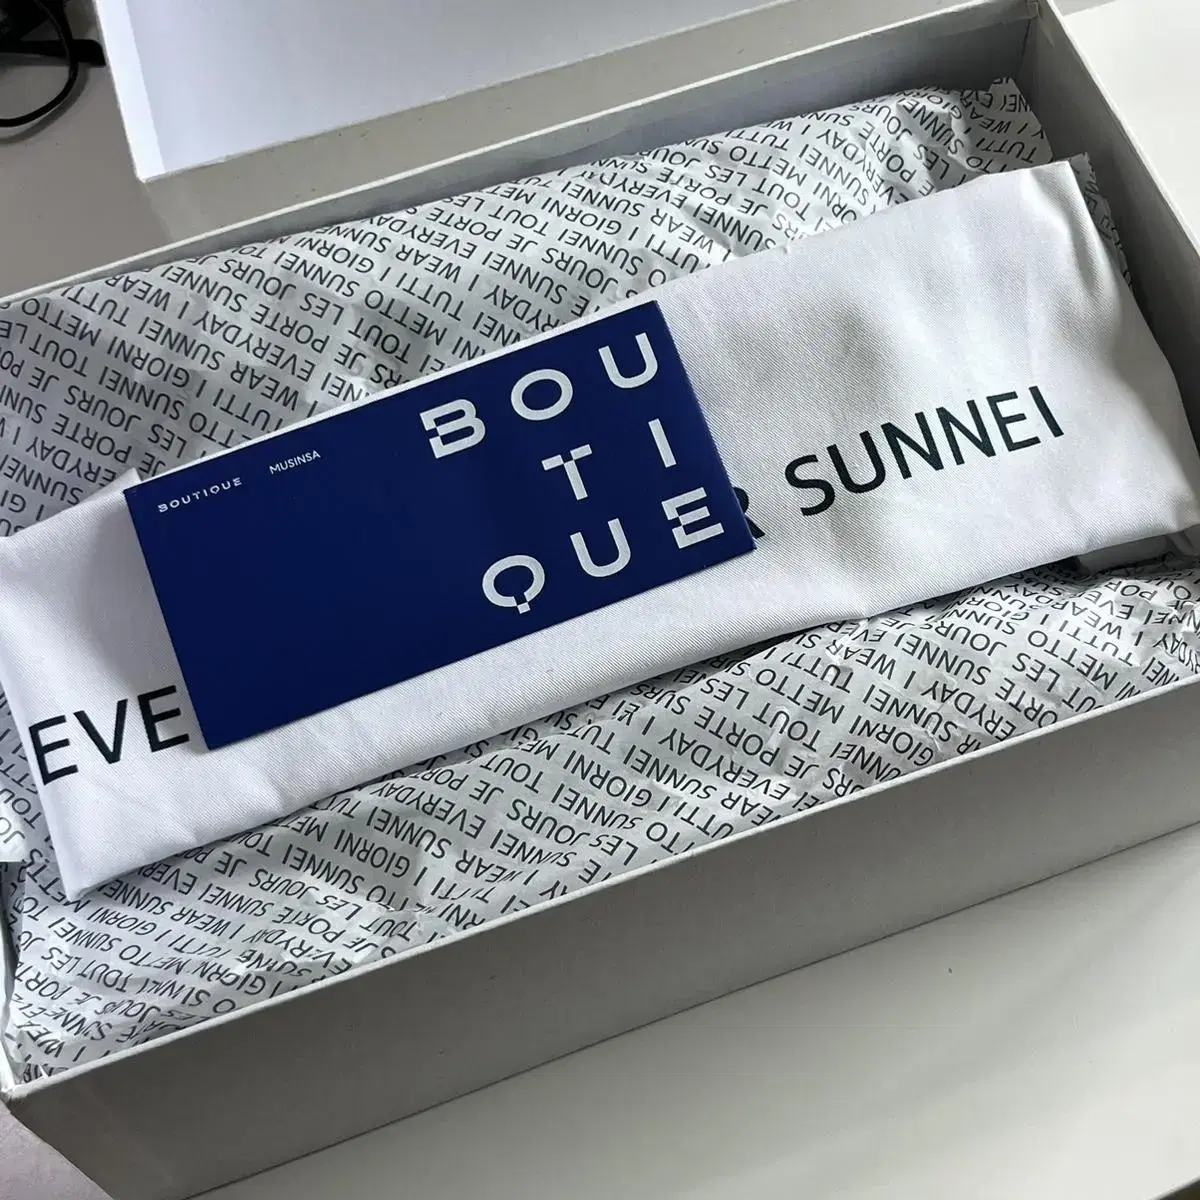 BOUTIQUE MUSINSA
BOU
TI
QUE
EVE
R SUNNEI
I WEAR SUNNEI EVERYDAY
JE PORTE SUNNEI TOUT LES JOURS
I METTO SUNNEI TUTTI I GIORNI